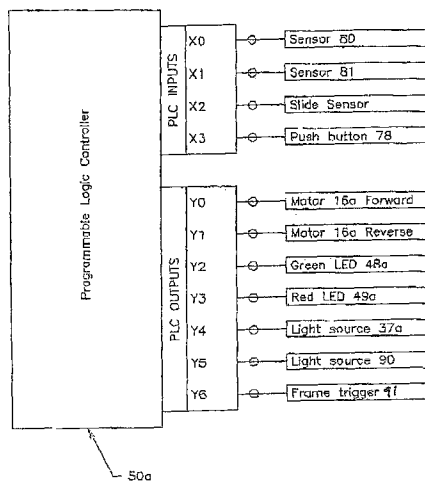 Programmable Logic Controller
PLC INPUTS
X0 Sensor 80
X1 Sensor 81
X2 Slide Sensor
X3 Push button 78
PLC OUTPUTS
Y0 Motor 16a Forward
Y1 Motor 16a Reverse
Y2 Green LED 48a
Y3 Red LED 49a
Y4 Light source 37a
Y5 Light source 90
Y6 Frame trigger 91
50a